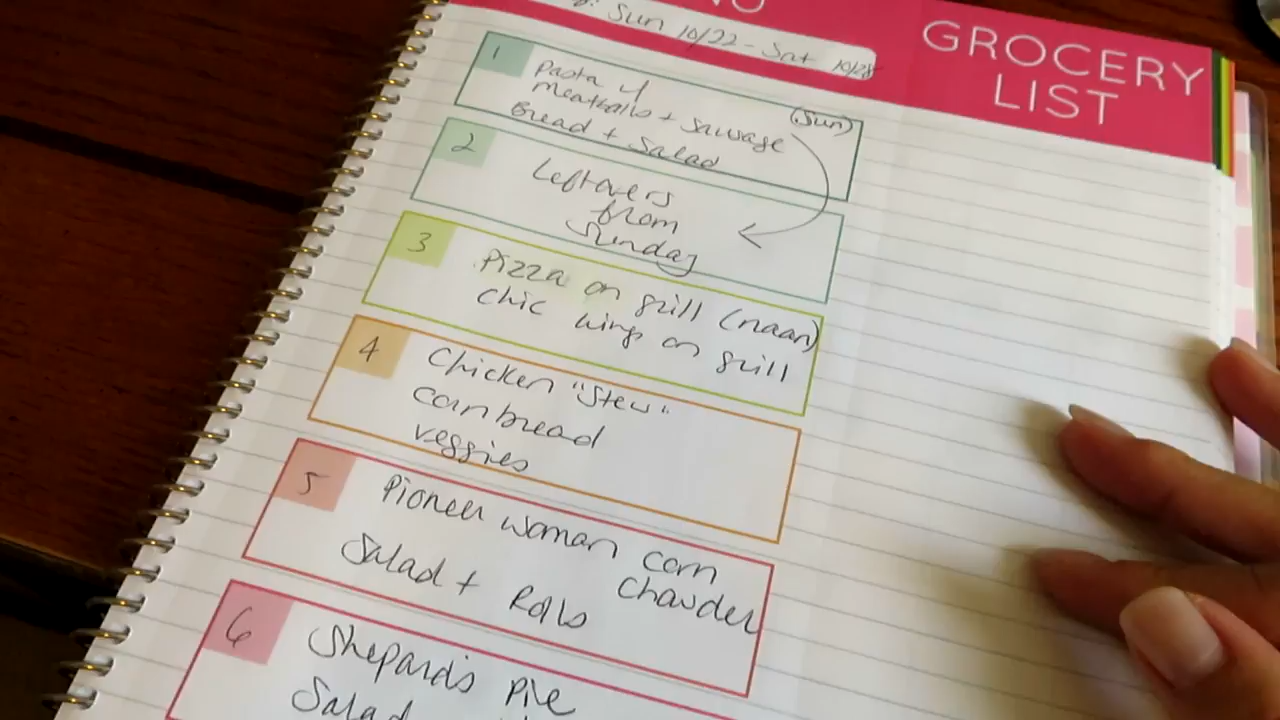 Sun 10/22 - Sat 10/28
GROCERY
LIST
1
Pasta w/
meatballs + sausage
Bread + Salad
(Sun)
2
Leftovers
from
Sunday
3
Pizza on grill (naan)
chic wings on grill
4
Chicken "Stew"
cornbread
veggies
5
Pioneer woman corn
Chowder
Salad + Rolls
6
Shepard's Pie
Salad